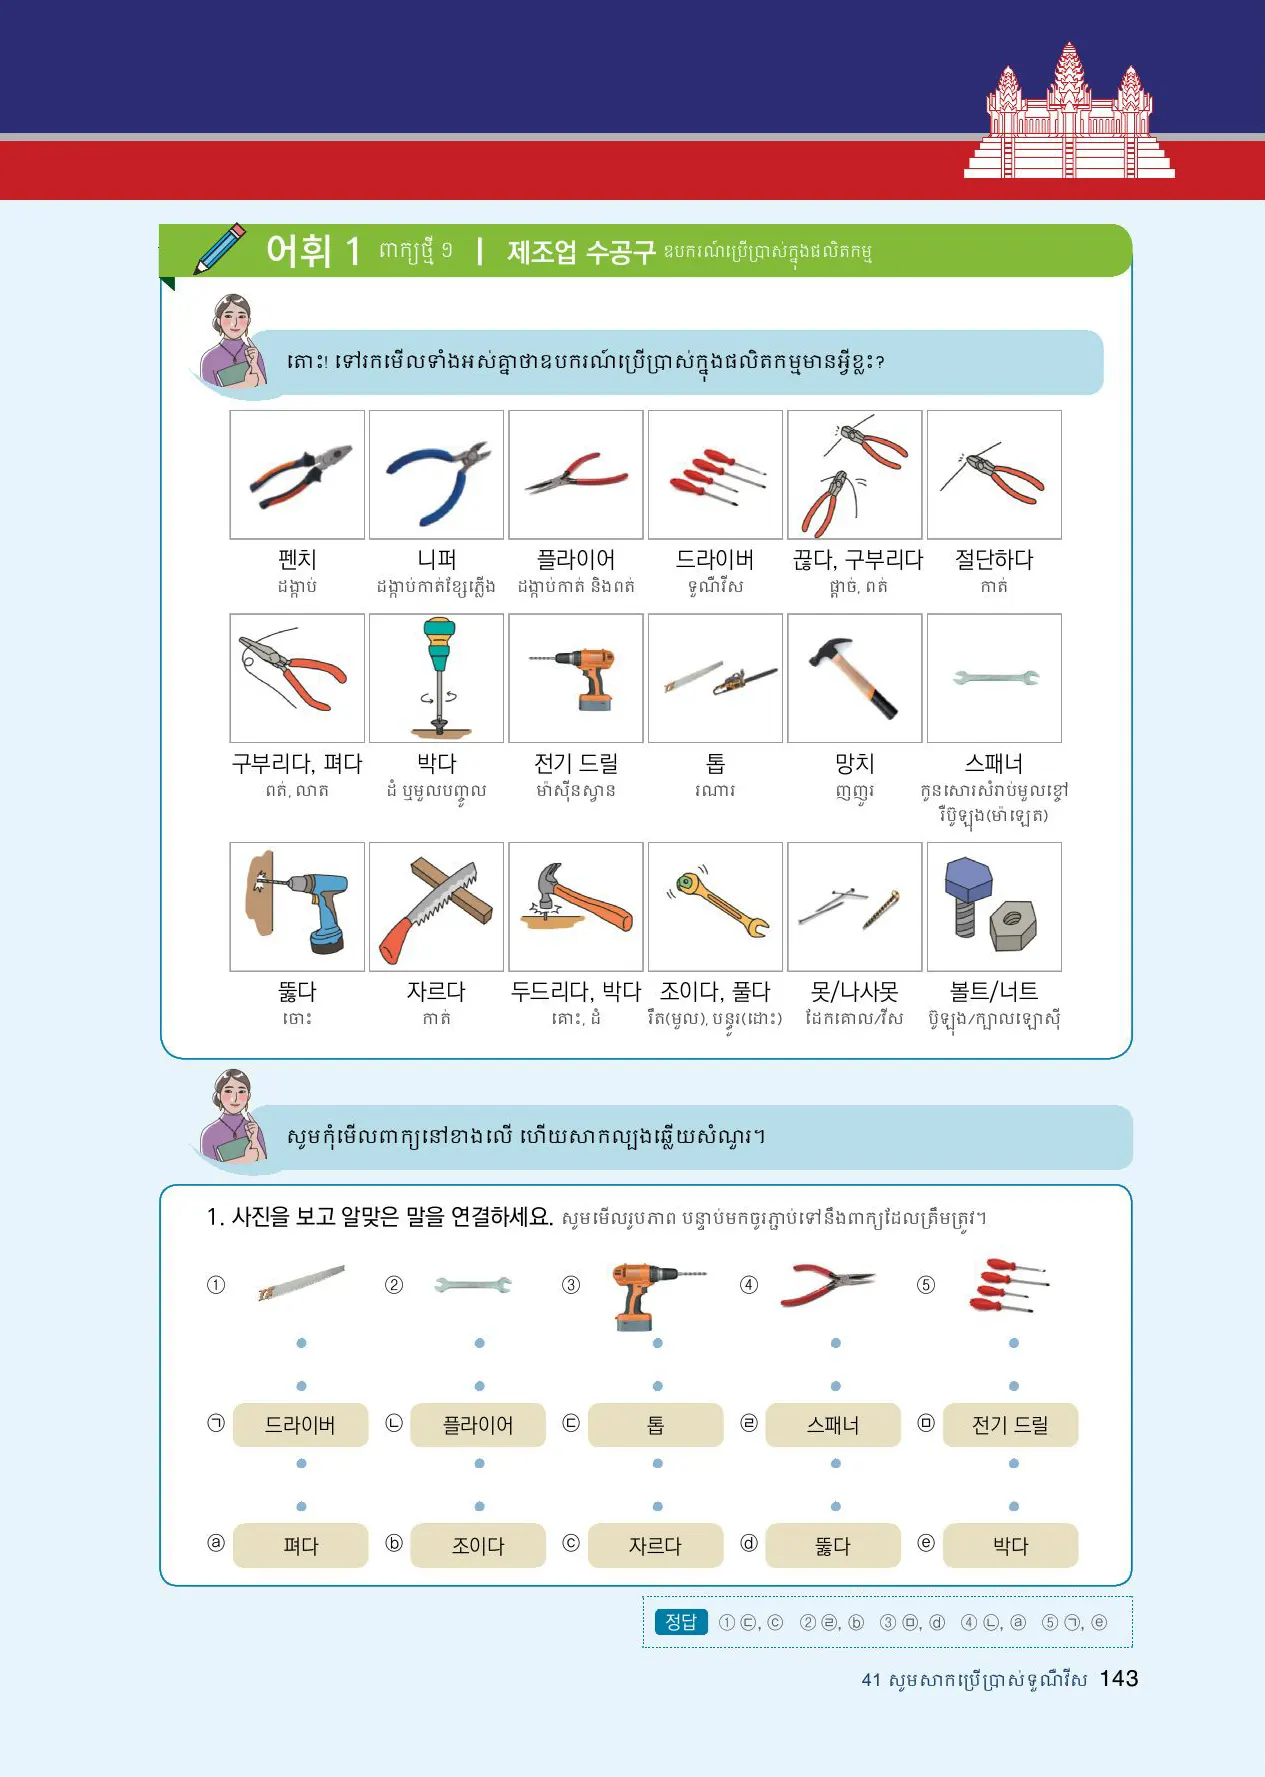 어휘 1 ពាក្យថ្មី ១ | 제조업 수공구 ឧបករណ៍ប្រើប្រាស់ក្នុងផលិតកម្ម
តោះ! ទៅរកមើលទាំងអស់គ្នាថាឧបករណ៍ប្រើប្រាស់ក្នុងផលិតកម្មមានអ្វីខ្លះ?
펜치 니퍼 플라이어 드라이버 끊다, 구부리다 절단하다
ដង្កាប់ ដង្កាប់កាត់ខ្សែភ្លើង ដង្កាប់កាត់ និងពត់ ទួណឺវីស ផ្តាច់, ពត់ កាត់
구부리다, 펴다 박다 전기 드릴 톱 망치 스패너
ពត់, លាត ដំ ឬមួលបញ្ចូល ម៉ាស៊ីនស្វាន រណារ ញញួរ កូនសោរសំរាប់មួលខ្ចៅ
រឺប៊ូឡុង(ម៉ាឡេត)
뚫다 자르다 두드리다, 박다 조이다, 풀다 못/나사못 볼트/너트
ចោះ កាត់ គោះ, ដំ រឹត(មួល), បន្ធូរ(ដោះ) ដែកគោល/វីស ប៊ូឡុង/ក្បាលឡោស៊ី
សូមកុំមើលពាក្យនៅខាងលើ ហើយសាកល្បងឆ្លើយសំណួរ។
1. 사진을 보고 알맞은 말을 연결하세요. សូមមើលរូបភាព បន្ទាប់មកចូរភ្ជាប់ទៅនឹងពាក្យដែលត្រឹមត្រូវ។
① ② ③ ④ ⑤
㉠ 드라이버 ㉡ 플라이어 ㉢ 톱 ㉣ 스패너 ㉤ 전기 드릴
ⓐ 펴다 ⓑ 조이다 ⓒ 자르다 ⓓ 뚫다 ⓔ 박다
정답 ① ㉢, ⓒ ② ㉣, ⓑ ③ ㉤, ⓓ ④ ㉡, ⓐ ⑤ ㉠, ⓔ
41 សូមសាកប្រើប្រាស់ទួណឺវីស 143